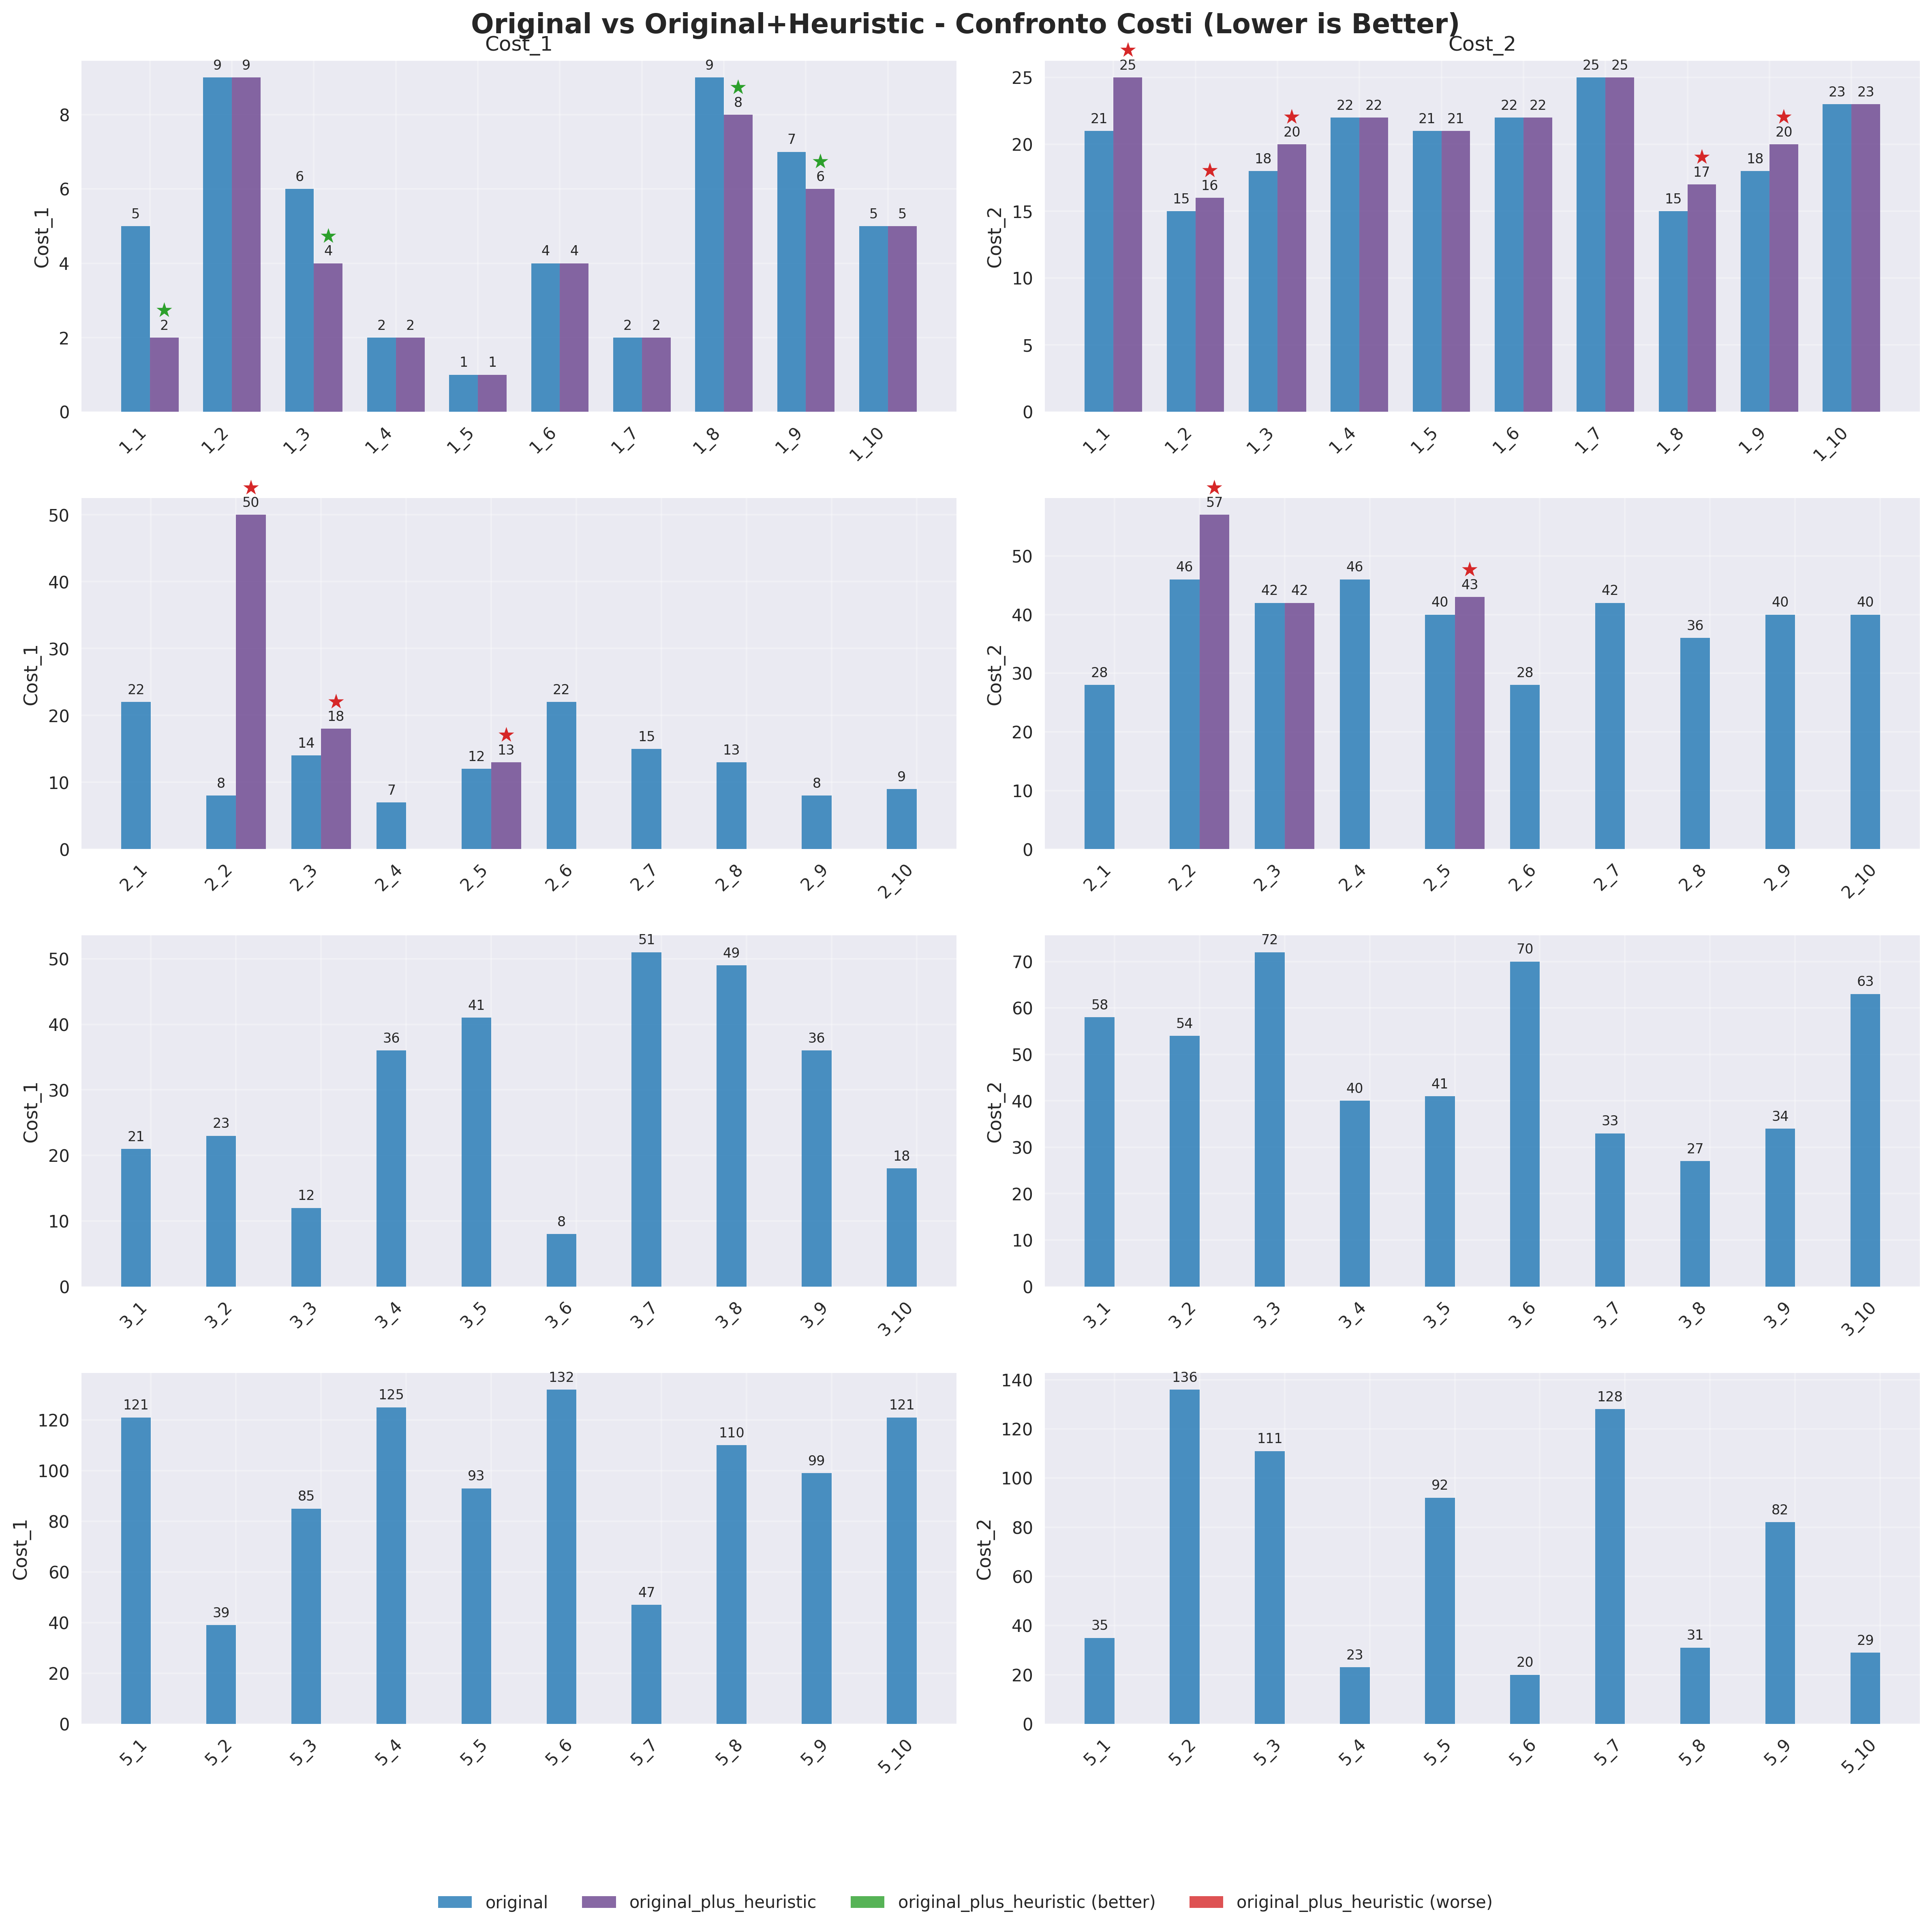 Original vs Original+Heuristic - Confronto Costi (Lower is Better)
Cost_1
Cost_1
0 2 4 6 8
5 2 9 9 6 4 2 2 1 1 4 4 2 2 9 8 7 6 5 5
1_1 1_2 1_3 1_4 1_5 1_6 1_7 1_8 1_9 1_10
Cost_2
Cost_2
0 5 10 15 20 25
21 25 15 16 18 20 22 22 21 21 22 22 25 25 15 17 18 20 23 23
1_1 1_2 1_3 1_4 1_5 1_6 1_7 1_8 1_9 1_10
Cost_1
0 10 20 30 40 50
22 8 50 14 18 7 12 13 22 15 13 8 9
2_1 2_2 2_3 2_4 2_5 2_6 2_7 2_8 2_9 2_10
Cost_2
0 10 20 30 40 50
28 46 57 42 42 46 40 43 28 42 36 40 40
2_1 2_2 2_3 2_4 2_5 2_6 2_7 2_8 2_9 2_10
Cost_1
0 10 20 30 40 50
21 23 12 36 41 8 51 49 36 18
3_1 3_2 3_3 3_4 3_5 3_6 3_7 3_8 3_9 3_10
Cost_2
0 10 20 30 40 50 60 70
58 54 72 40 41 70 33 27 34 63
3_1 3_2 3_3 3_4 3_5 3_6 3_7 3_8 3_9 3_10
Cost_1
0 20 40 60 80 100 120
121 39 85 125 93 132 47 110 99 121
5_1 5_2 5_3 5_4 5_5 5_6 5_7 5_8 5_9 5_10
Cost_2
0 20 40 60 80 100 120 140
35 136 111 23 92 20 128 31 82 29
5_1 5_2 5_3 5_4 5_5 5_6 5_7 5_8 5_9 5_10
original original_plus_heuristic original_plus_heuristic (better) original_plus_heuristic (worse)